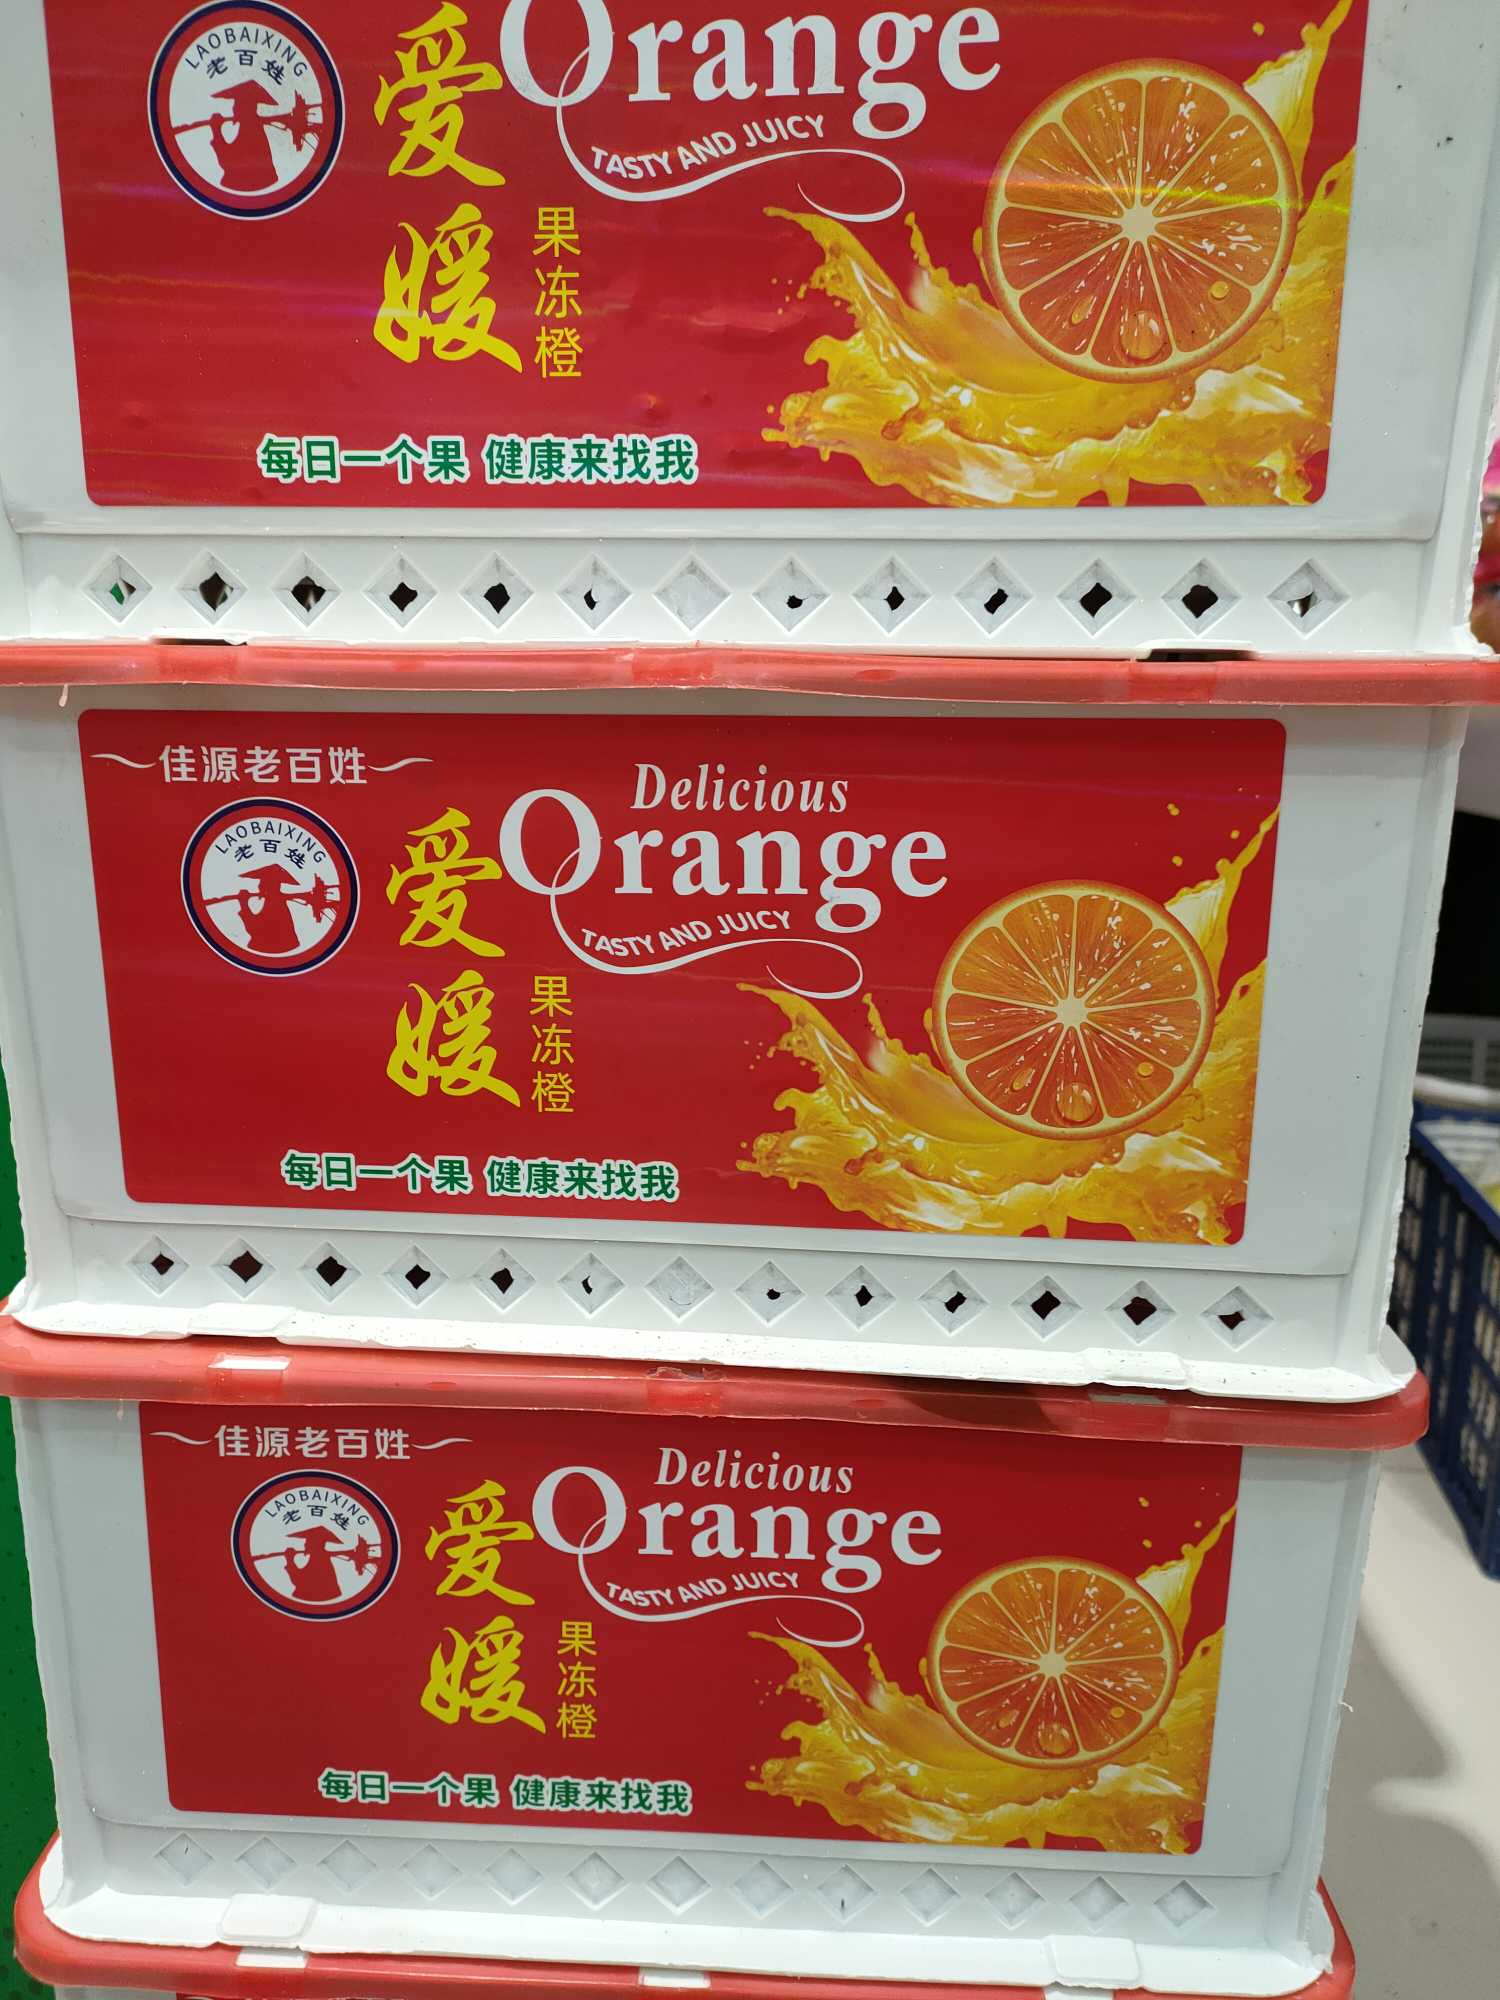 LAOBAIXING
老百姓
爱媛
Orange
TASTY AND JUICY
果冻橙
每日一个果 健康来找我
佳源老百姓
LAOBAIXING
老百姓
爱媛
Delicious
Orange
TASTY AND JUICY
果冻橙
每日一个果 健康来找我
佳源老百姓
LAOBAIXING
老百姓
爱媛
Delicious
Orange
TASTY AND JUICY
果冻橙
每日一个果 健康来找我